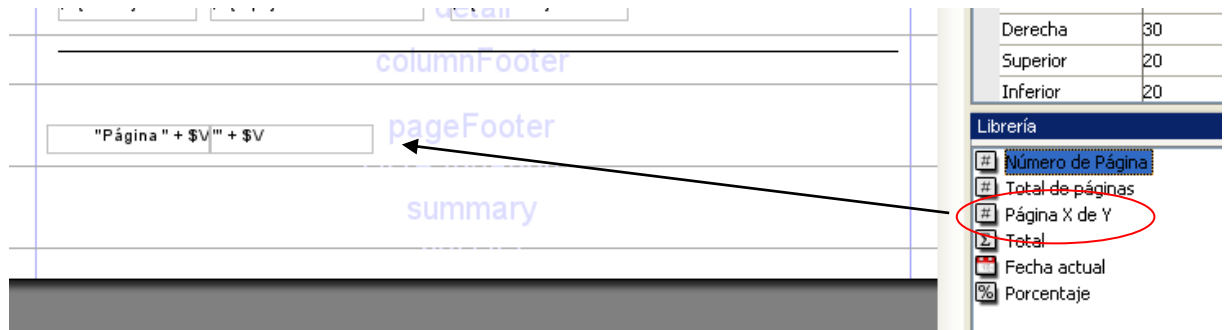 detail
columnFooter
"Página " + $V "" + $V
pageFooter
summary
Derecha 30
Superior 20
Inferior 20
Librería
Número de Página
Total de páginas
Página X de Y
Total
Fecha actual
Porcentaje